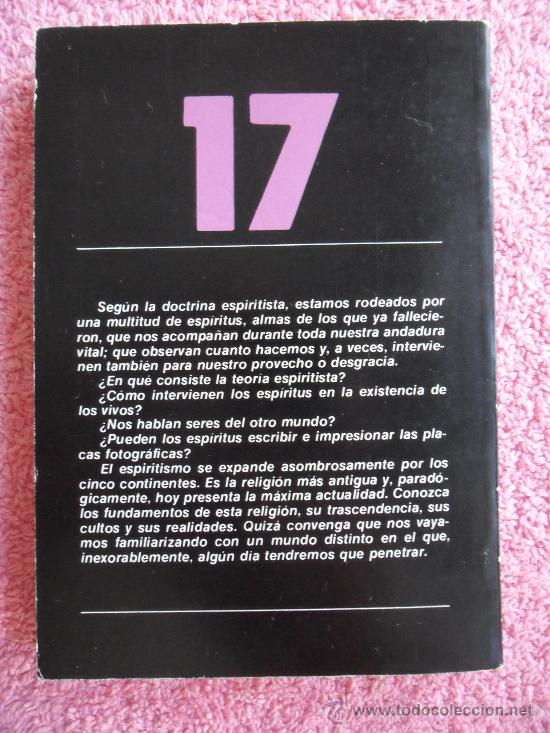 17
Según la doctrina espiritista, estamos rodeados por
una multitud de espíritus, almas de los que ya fallecie-
ron, que nos acompañan durante toda nuestra andadura
vital; que observan cuanto hacemos y, a veces, intervie-
nen también para nuestro provecho o desgracia.
¿En qué consiste la teoría espiritista?
¿Cómo intervienen los espíritus en la existencia de
los vivos?
¿Nos hablan seres del otro mundo?
¿Pueden los espíritus escribir e impresionar las pla-
cas fotográficas?
El espiritismo se expande asombrosamente por los
cinco continentes. Es la religión más antigua y, paradó-
gicamente, hoy presenta la máxima actualidad. Conozca
los fundamentos de esta religión, su trascendencia, sus
cultos y sus realidades. Quizá convenga que nos vaya-
mos familiarizando con un mundo distinto en el que,
inexorablemente, algún día tendremos que penetrar.
www.todocoleccion.net